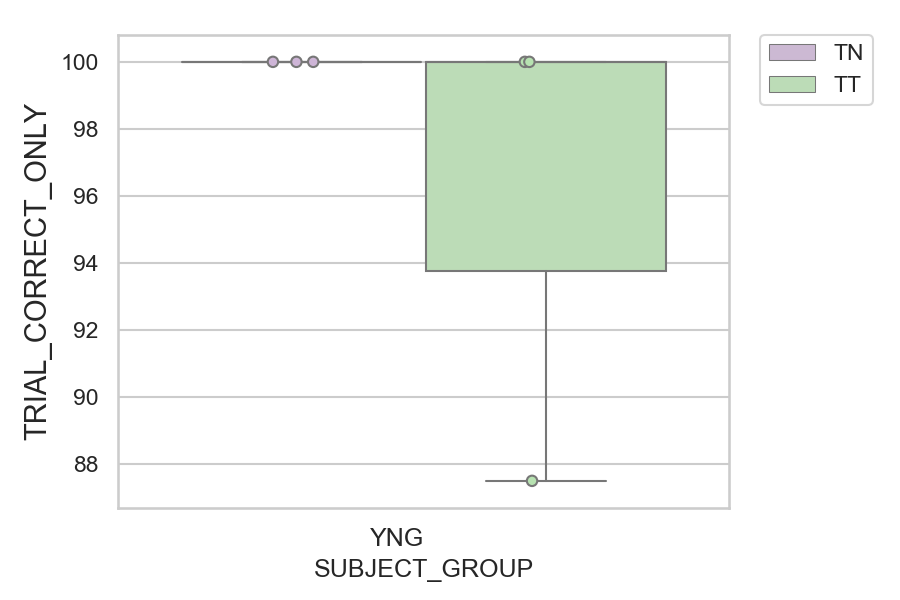 TRIAL_CORRECT_ONLY
100
98
96
94
92
90
88
YNG
SUBJECT_GROUP
TN
TT